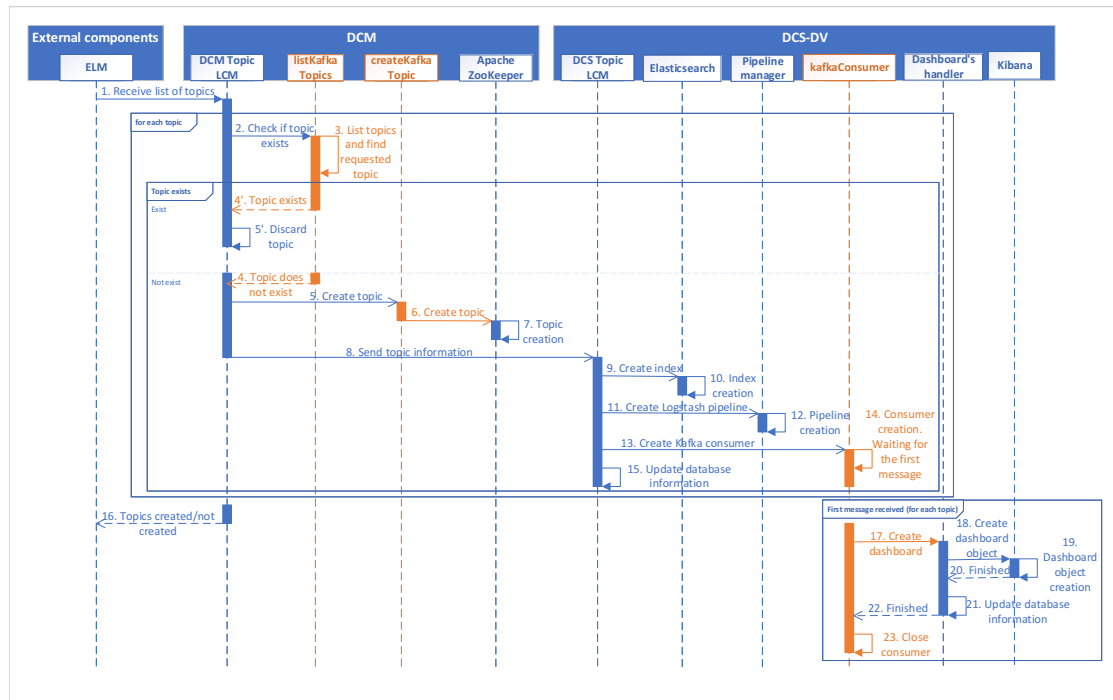 External components
DCM
DCS-DV
ELM
DCM Topic
LCM
listKafka
Topics
createKafka
Topic
Apache
ZooKeeper
DCS Topic
LCM
Elasticsearch
Pipeline
manager
kafkaConsumer
Dashboard's
handler
Kibana
1. Receive list of topics
for each topic
2. Check if topic
exists
3. List topics
and find
requested
topic
Topic exists
Exist
4'. Topic exists
5'. Discard
topic
Not exist
4. Topic does
not exist
5. Create topic
6. Create topic
7. Topic
creation
8. Send topic information
9. Create index
10. Index
creation
11. Create Logstash pipeline
12. Pipeline
creation
13. Create Kafka consumer
14. Consumer
creation.
Waiting for
the first
message
15. Update database
information
16. Topics created/not
created
First message received (for each topic)
17. Create
dashboard
18. Create
dashboard
object
19.
Dashboard
object
creation
20. Finished
21. Update database
information
22. Finished
23. Close
consumer